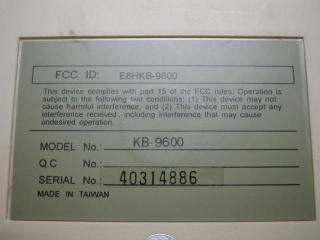 FCC ID: E8HKB-9600
This device complies with part 15 of the FCC rules. Operation is
subject to the following two conditions: (1) This device may not
cause harmful interference, and (2) This device must accept any
interference received, including interference that may cause
undesired operation.
MODEL No.: KB-9600
Q.C No.:
SERIAL No.: 40314886
MADE IN TAIWAN